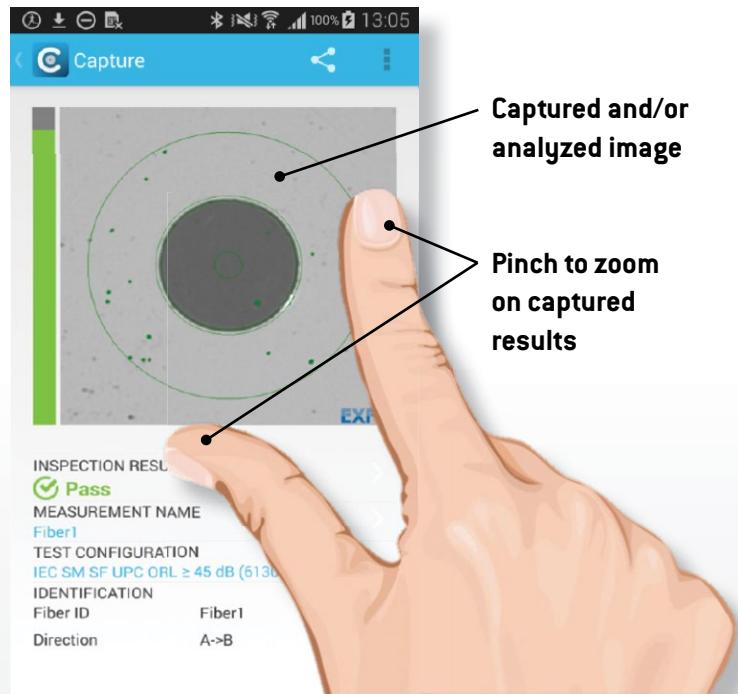 100% 13:05
Capture
Captured and/or
analyzed image
Pinch to zoom
on captured
results
EXF
INSPECTION RESU
Pass
MEASUREMENT NAME
Fiber1
TEST CONFIGURATION
IEC SM SF UPC ORL ≥ 45 dB (6130
IDENTIFICATION
Fiber ID Fiber1
Direction A->B